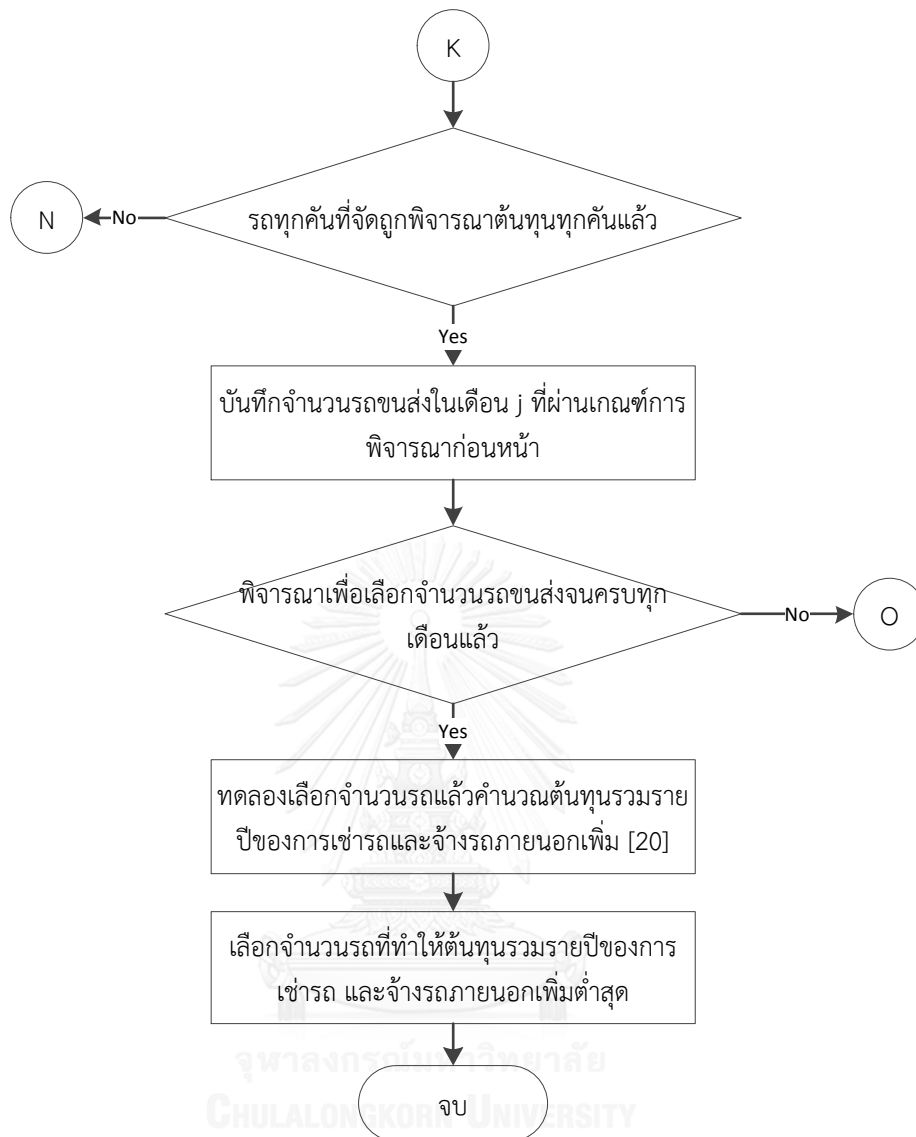 K
รถทุกคันที่จัดถูกพิจารณาต้นทุนทุกคันแล้ว
No
N
Yes
บันทึกจำนวนรถขนส่งในเดือน j ที่ผ่านเกณฑ์การ
พิจารณาก่อนหน้า
พิจารณาเพื่อเลือกจำนวนรถขนส่งจนครบทุก
เดือนแล้ว
No
O
Yes
ทดลองเลือกจำนวนรถแล้วคำนวณต้นทุนรวมราย
ปีของการเช่ารถและจ้างรถภายนอกเพิ่ม [20]
เลือกจำนวนรถที่ทำให้ต้นทุนรวมรายปีของการ
เช่ารถ และจ้างรถภายนอกเพิ่มต่ำสุด
จุฬาลงกรณ์มหาวิทยาลัย
จบ
CHULALONGKORN UNIVERSITY